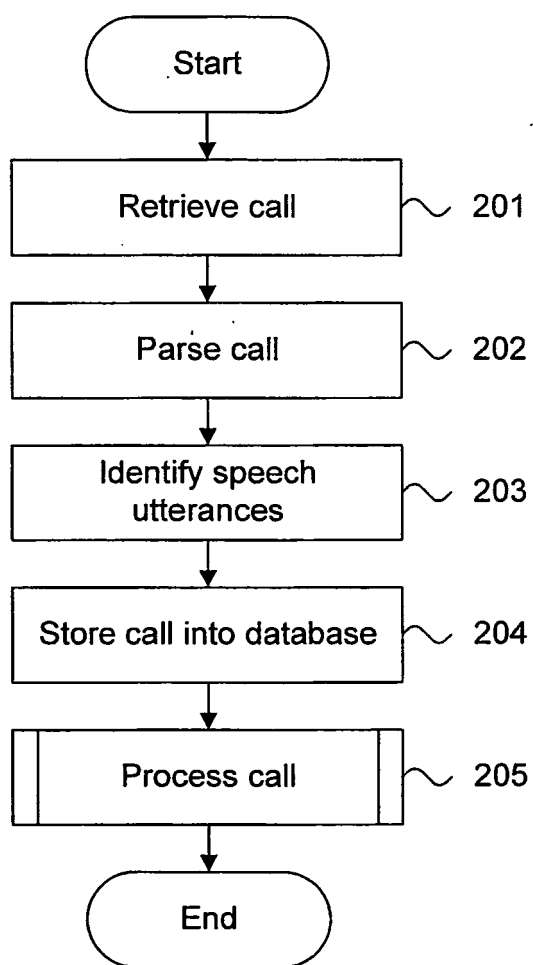 Start
Retrieve call 201
Parse call 202
Identify speech
utterances 203
Store call into database 204
Process call 205
End